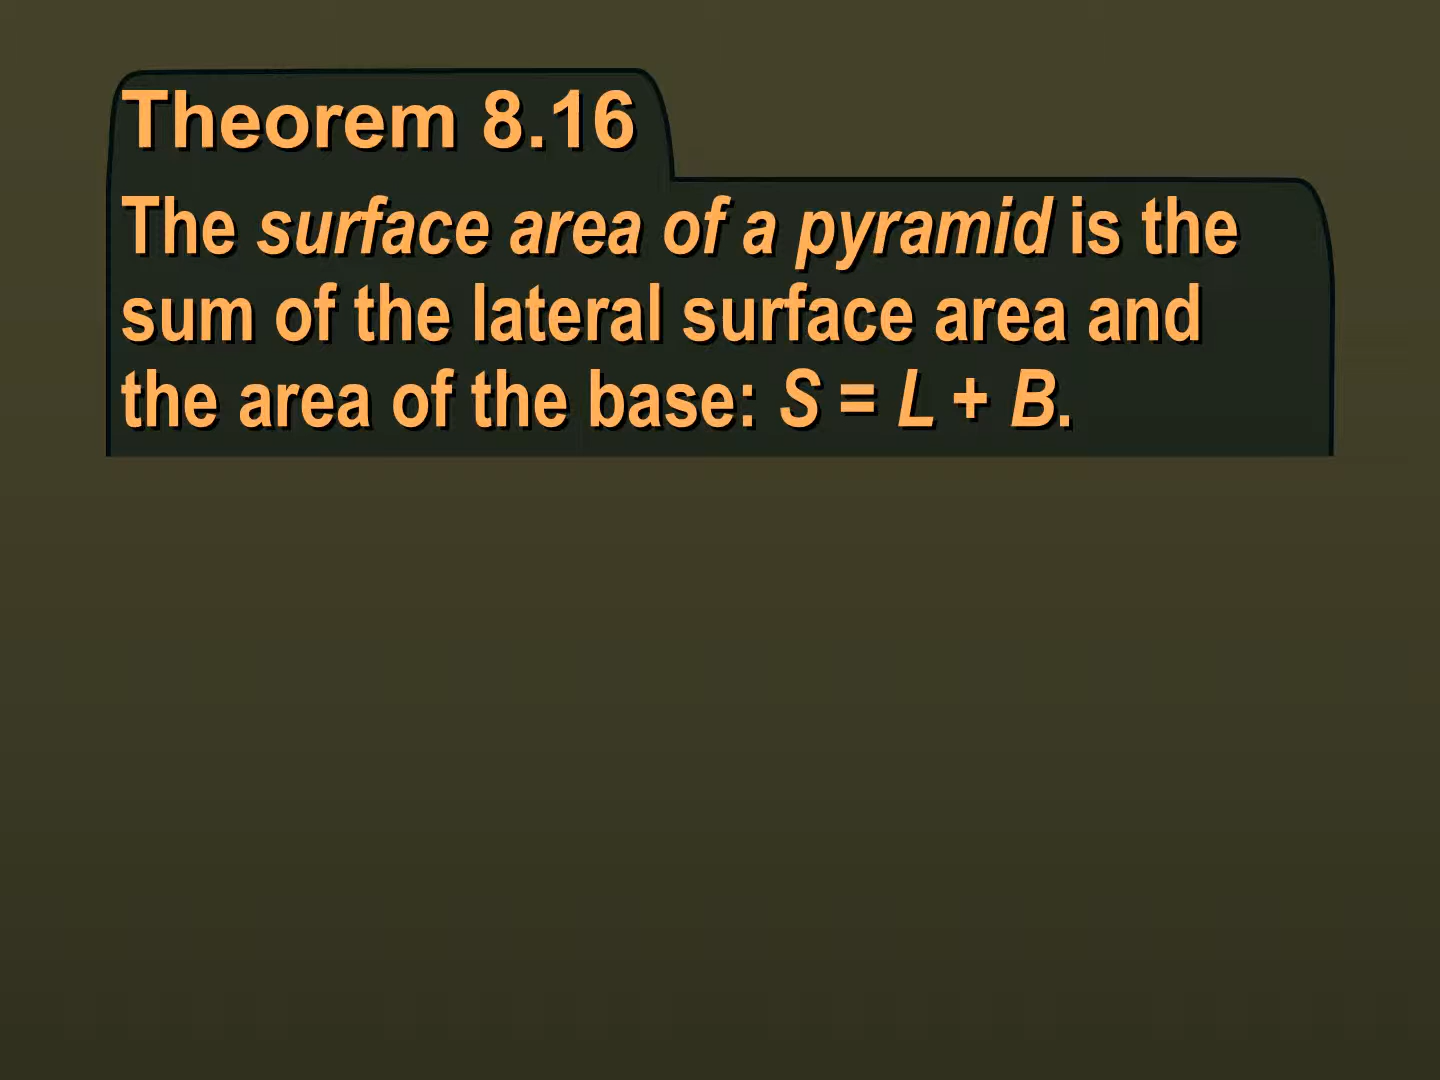 Theorem 8.16
The surface area of a pyramid is the
sum of the lateral surface area and
the area of the base: S = L + B.